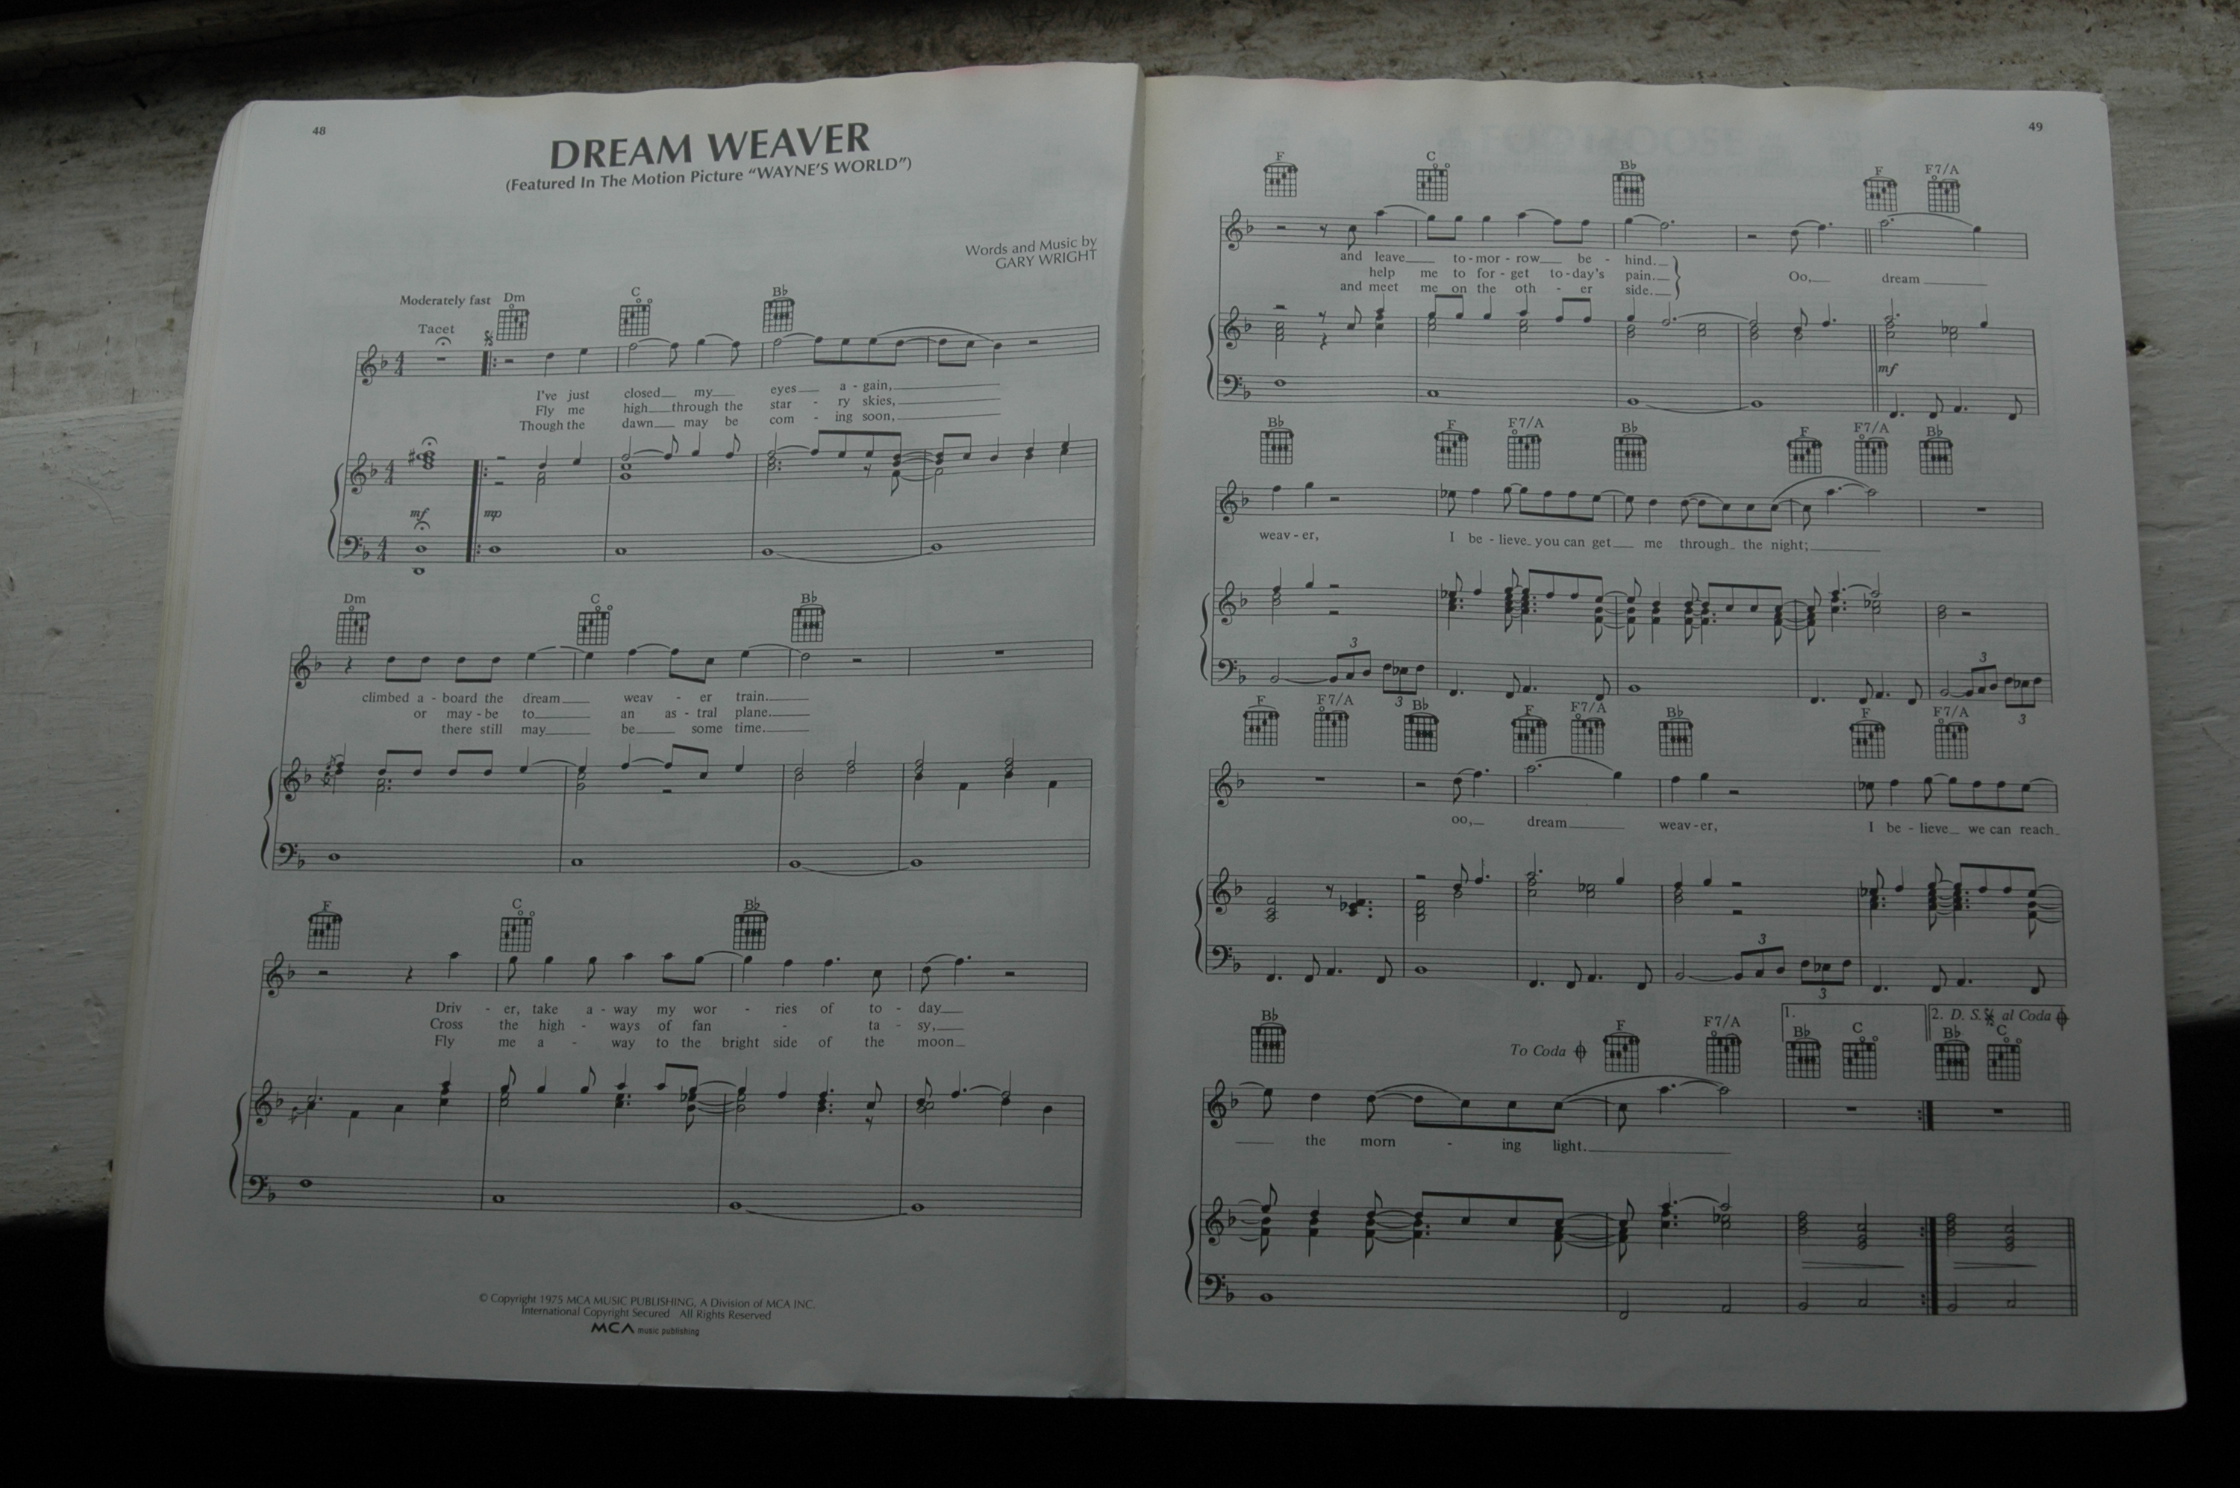 48
DREAM WEAVER
(Featured In The Motion Picture "WAYNE'S WORLD")
Words and Music by
GARY WRIGHT
Moderately fast
Tacet
Dm C B♭
I've just closed my eyes a - gain,
Fly me high through the star - ry skies,
Though the dawn may be com - ing soon,
mf mp
Dm C B♭
climbed a - board the dream weav - er train.
or may - be to an as - tral plane.
there still may be some time.
F C B♭
Driv - er, take a - way my wor - ries of to - day
Cross the high - ways of fan - ta - sy,
Fly me a - way to the bright side of the moon
© Copyright 1975 MCA MUSIC PUBLISHING, A Division of MCA INC.
International Copyright Secured All Rights Reserved
MCA music publishing
49
F C B♭ F F7/A
and leave to - mor - row be - hind.
help me to for - get to - day's pain. Oo, dream
and meet me on the oth - er side.
mf
B♭ F F7/A B♭ F F7/A B♭
weav - er, I be - lieve you can get me through the night;
3 3
3 3
F F7/A B♭ F F7/A B♭ F F7/A
oo, dream weav - er, I be - lieve we can reach
3
3
B♭ To Coda F F7/A 1. B♭ C 2. D. S. al Coda B♭ C
the morn - ing light.